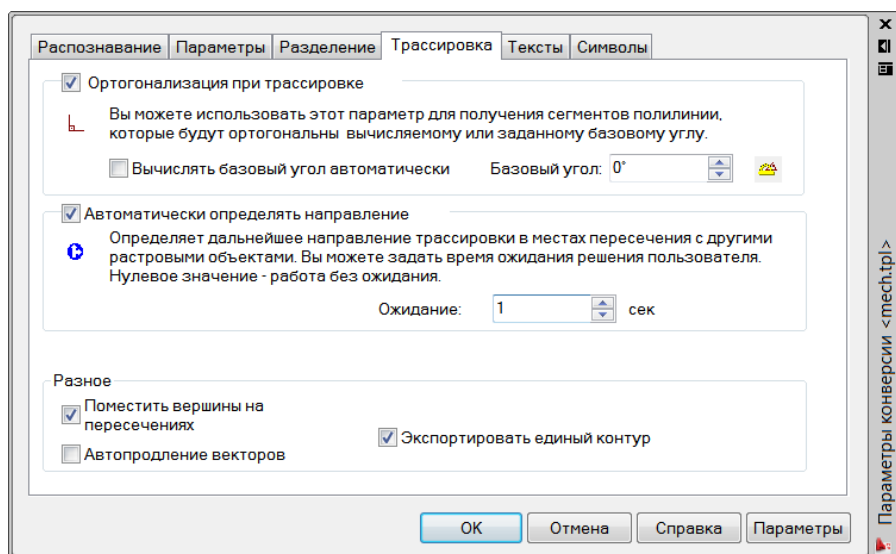 Распознавание Параметры Разделение Трассировка Тексты Символы
Ортогонализация при трассировке
Вы можете использовать этот параметр для получения сегментов полилинии,
которые будут ортогональны вычисляемому или заданному базовому углу.
Вычислять базовый угол автоматически Базовый угол: 0°
Автоматически определять направление
Определяет дальнейшее направление трассировки в местах пересечения с другими
растровыми объектами. Вы можете задать время ожидания решения пользователя.
Нулевое значение - работа без ожидания.
Ожидание: 1 сек
Разное
Поместить вершины на
пересечениях
Экспортировать единый контур
Автопродление векторов
OK Отмена Справка Параметры
Параметры конверсии <mech.tpl>